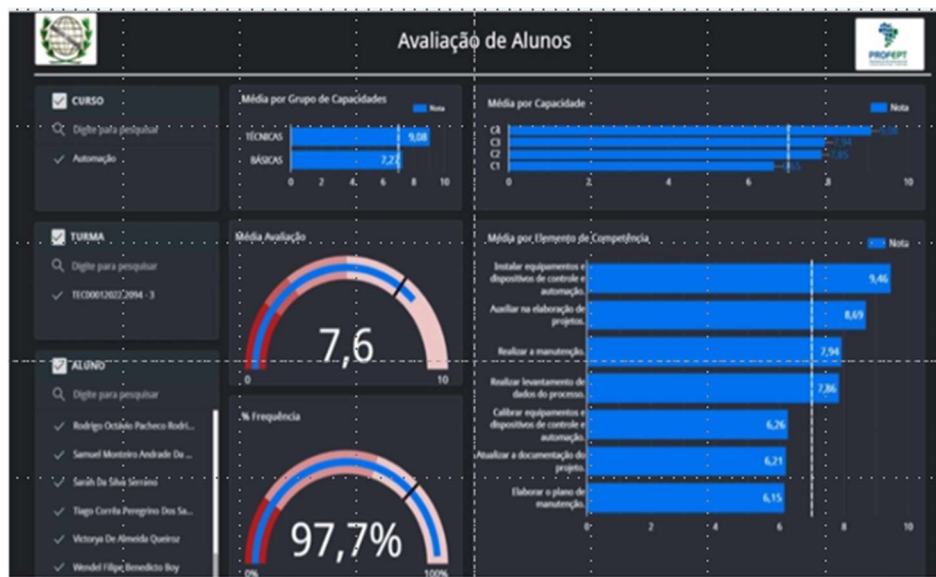 Avaliação de Alunos
PROFEPT
CURSO
Digite para pesquisar
Automação
TURMA
Digite para pesquisar
TEC00012022.2094 - 3
ALUNO
Digite para pesquisar
Rodrigo Octávio Pacheco Rodri...
Samuel Monteiro Andrade Da ...
Sarah Da Silva Serrano
Tiago Corrêa Peregrino Dos Sa...
Victorya De Almeida Queiroz
Wendel Filipe Benedicto Boy
Média por Grupo de Capacidades
Nota
TÉCNICAS
9,08
BÁSICAS
7,27
0 2 4 6 8 10
Média Avaliação
7,6
0 10
% Frequência
97,7%
0% 100%
Média por Capacidade
Nota
C4
C3
7,94
C2
7,85
C1
0 2 4 6 8 10
Média por Elemento de Competência
Nota
Instalar equipamentos e
dispositivos de controle e
automação.
9,46
Auxiliar na elaboração de
projetos.
8,69
Realizar a manutenção.
7,94
Realizar levantamento de
dados do processo.
7,86
Calibrar equipamentos e
dispositivos de controle e
automação.
6,26
Atualizar a documentação do
projeto.
6,21
Elaborar o plano de
manutenção.
6,15
0 2 4 6 8 10